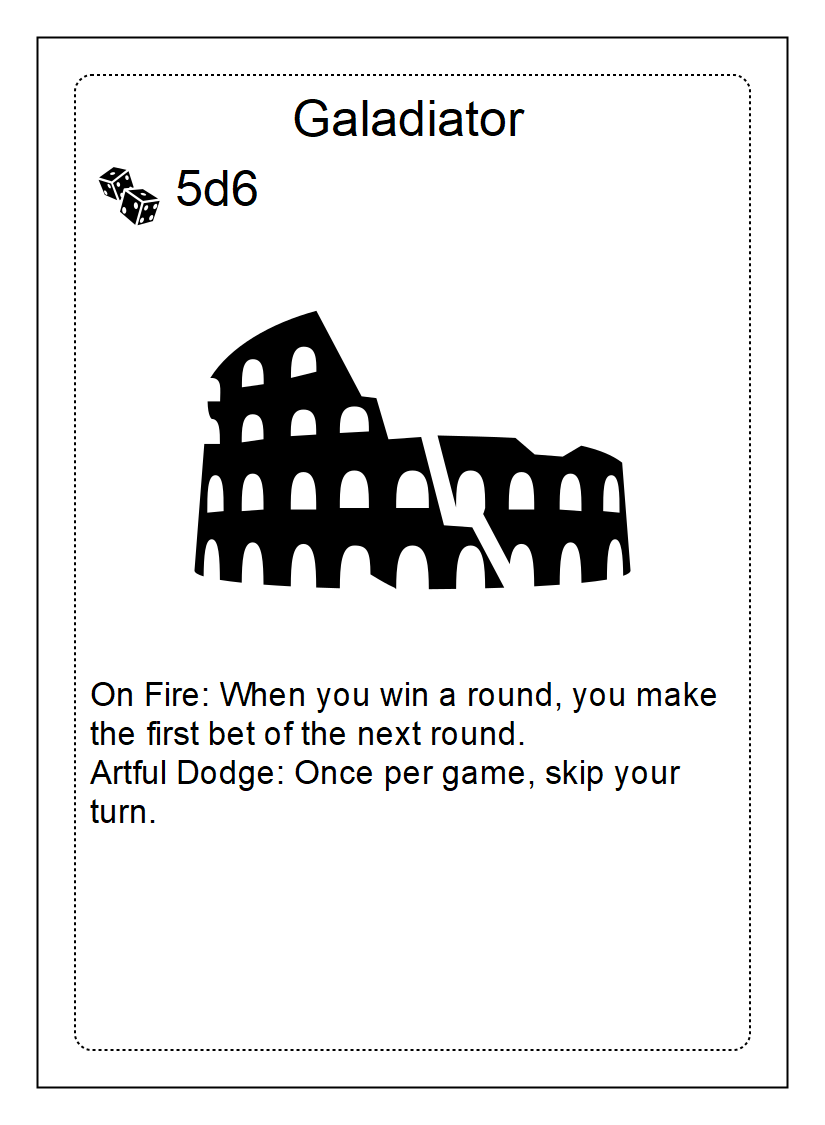 Galadiator
5d6
On Fire: When you win a round, you make
the first bet of the next round.
Artful Dodge: Once per game, skip your
turn.